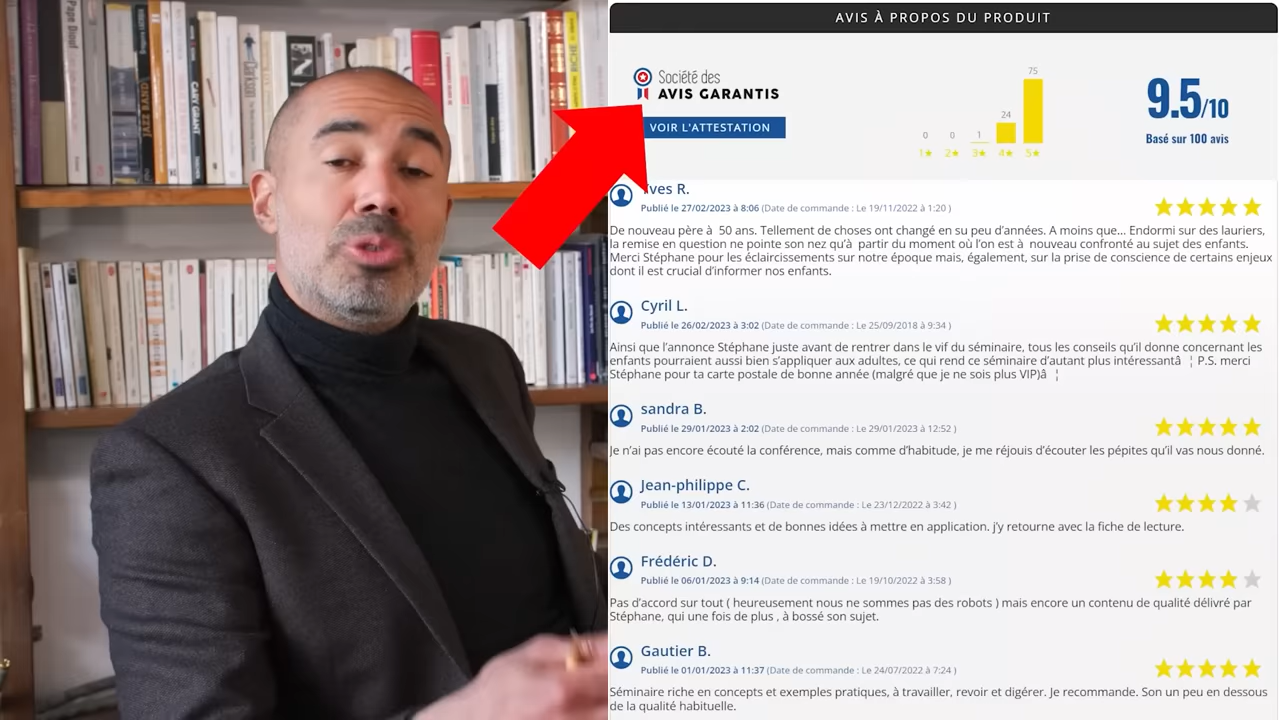 Page Douf
JAZZ BAND
CARY GRANT
AVIS À PROPOS DU PRODUIT
Société des
AVIS GARANTIS
VOIR L'ATTESTATION
0 0 1 24 75
1★ 2★ 3★ 4★ 5★
9.5/10
Basé sur 100 avis
ves R.
Publié le 27/02/2023 à 8:06 (Date de commande : Le 19/11/2022 à 1:20 )
De nouveau père à 50 ans. Tellement de choses ont changé en su peu d'années. A moins que... Endormi sur des lauriers,
la remise en question ne pointe son nez qu'à partir du moment où l'on est à nouveau confronté au sujet des enfants.
Merci Stéphane pour les éclaircissements sur notre époque mais, également, sur la prise de conscience de certains enjeux
dont il est crucial d'informer nos enfants.
Cyril L.
Publié le 26/02/2023 à 3:02 (Date de commande : Le 25/09/2018 à 9:34 )
Ainsi que l'annonce Stéphane juste avant de rentrer dans le vif du séminaire, tous les conseils qu'il donne concernant les
enfants pourraient aussi bien s'appliquer aux adultes, ce qui rend ce séminaire d'autant plus intéressantâ ¦ P.S. merci
Stéphane pour ta carte postale de bonne année (malgré que je ne sois plus VIP)â ¦
sandra B.
Publié le 29/01/2023 à 2:02 (Date de commande : Le 29/01/2023 à 12:52 )
Je n'ai pas encore écouté la conférence, mais comme d'habitude, je me réjouis d'écouter les pépites qu'il vas nous donné.
Jean-philippe C.
Publié le 13/01/2023 à 11:36 (Date de commande : Le 23/12/2022 à 3:42 )
Des concepts intéressants et de bonnes idées à mettre en application. j'y retourne avec la fiche de lecture.
Frédéric D.
Publié le 06/01/2023 à 9:14 (Date de commande : Le 19/10/2022 à 3:58 )
Pas d'accord sur tout ( heureusement nous ne sommes pas des robots ) mais encore un contenu de qualité délivré par
Stéphane, qui une fois de plus , à bossé son sujet.
Gautier B.
Publié le 01/01/2023 à 11:37 (Date de commande : Le 24/07/2022 à 7:24 )
Séminaire riche en concepts et exemples pratiques, à travailler, revoir et digérer. Je recommande. Son un peu en dessous
de la qualité habituelle.